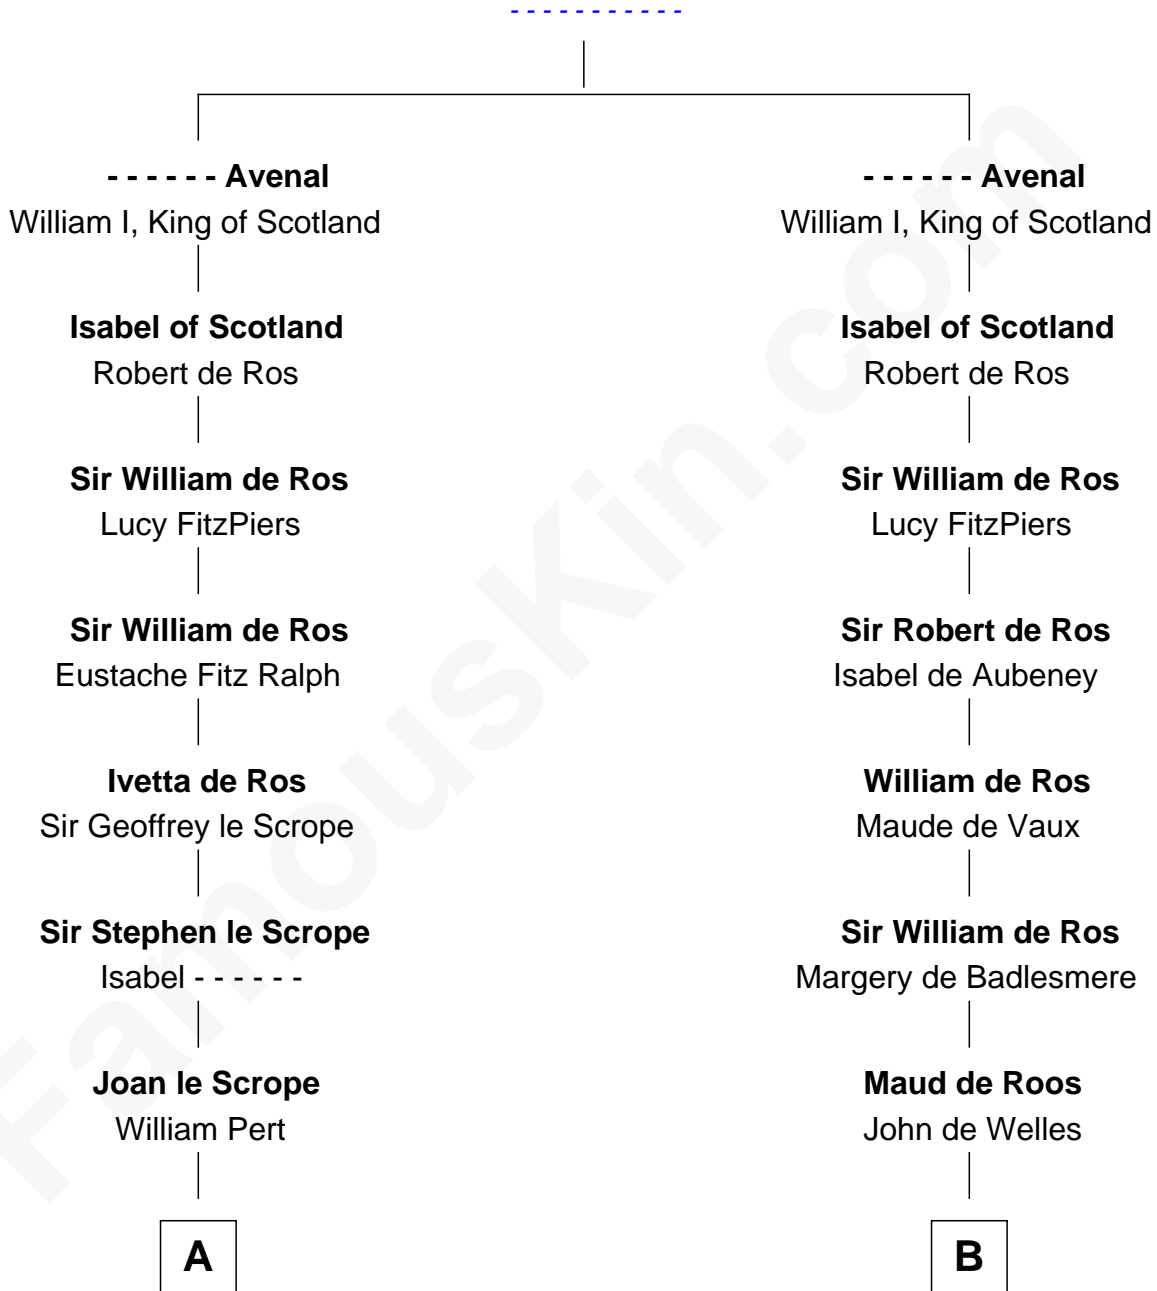 - - - - - - - - - - -
- - - - - - Avenal
William I, King of Scotland
Isabel of Scotland
Robert de Ros
Sir William de Ros
Lucy FitzPiers
Sir William de Ros
Eustache Fitz Ralph
Ivetta de Ros
Sir Geoffrey le Scrope
Sir Stephen le Scrope
Isabel - - - - - -
Joan le Scrope
William Pert
A
- - - - - - Avenal
William I, King of Scotland
Isabel of Scotland
Robert de Ros
Sir William de Ros
Lucy FitzPiers
Sir Robert de Ros
Isabel de Aubeney
William de Ros
Maude de Vaux
Sir William de Ros
Margery de Badlesmere
Maud de Roos
John de Welles
B
FamousKin.com